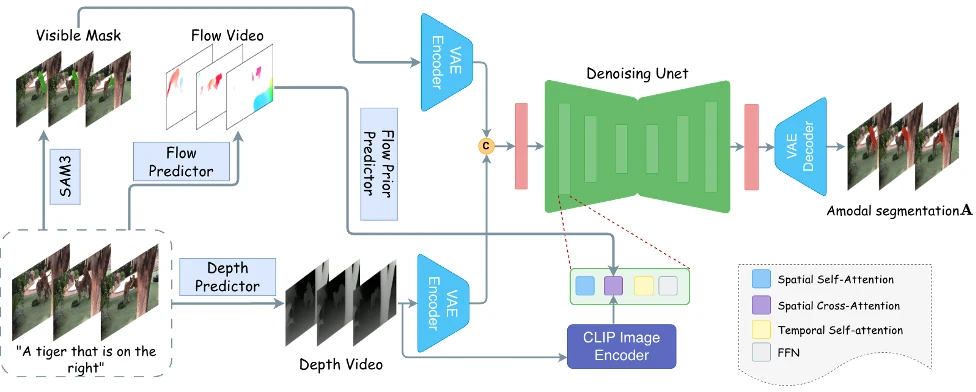 Visible Mask
Flow Video
VAE
Encoder
Denoising Unet
SAM3
Flow
Predictor
Flow Prior
Predictor
C
VAE
Decoder
Amodal segmentation A
Depth
Predictor
VAE
Encoder
"A tiger that is on the
right"
Depth Video
CLIP Image
Encoder
Spatial Self-Attention
Spatial Cross-Attention
Temporal Self-attention
FFN